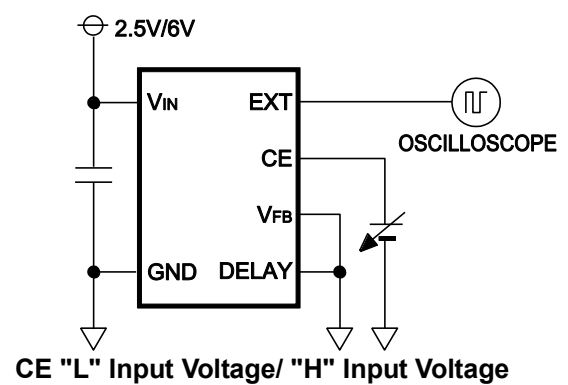 2.5V/6V
VIN EXT
OSCILLOSCOPE
CE
VFB
GND DELAY
CE "L" Input Voltage/ "H" Input Voltage